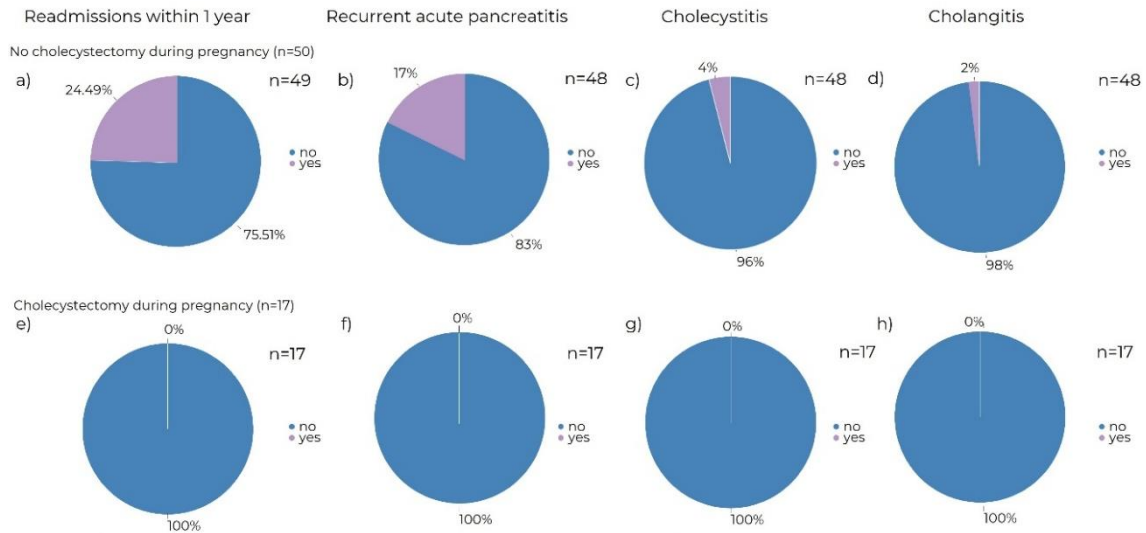 Readmissions within 1 year
Recurrent acute pancreatitis
Cholecystitis
Cholangitis
No cholecystectomy during pregnancy (n=50)
a)
24.49%
n=49
no
yes
75.51%
b)
17%
n=48
no
yes
83%
c)
4%
n=48
no
yes
96%
d)
2%
n=48
no
yes
98%
Cholecystectomy during pregnancy (n=17)
e)
0%
n=17
no
yes
100%
f)
0%
n=17
no
yes
100%
g)
0%
n=17
no
yes
100%
h)
0%
n=17
no
yes
100%